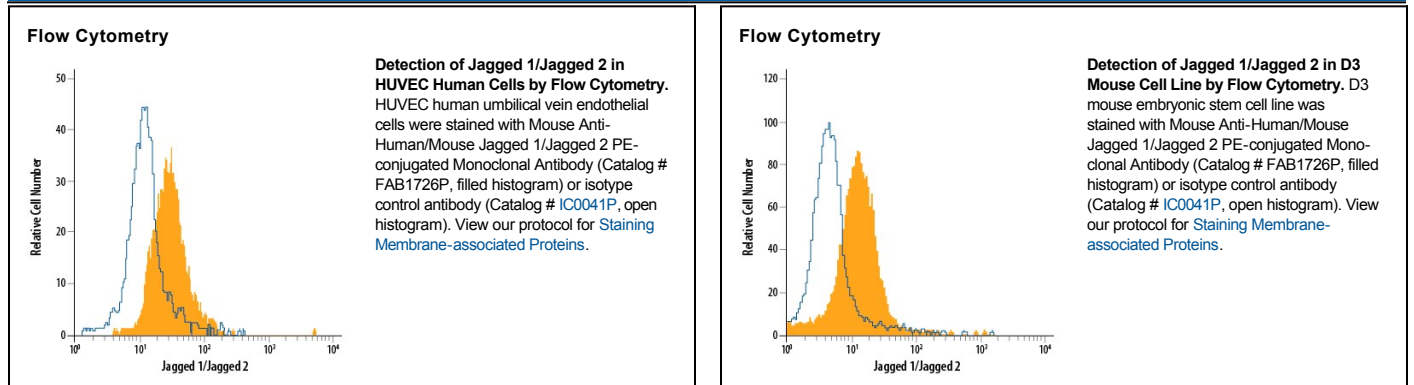 Flow Cytometry
50
40
30
20
10
0
Relative Cell Number
10⁰ 10¹ 10² 10³ 10⁴
Jagged 1/Jagged 2
Detection of Jagged 1/Jagged 2 in
HUVEC Human Cells by Flow Cytometry.
HUVEC human umbilical vein endothelial
cells were stained with Mouse Anti-
Human/Mouse Jagged 1/Jagged 2 PE-
conjugated Monoclonal Antibody (Catalog #
FAB1726P, filled histogram) or isotype
control antibody (Catalog # IC0041P, open
histogram). View our protocol for Staining
Membrane-associated Proteins.
Flow Cytometry
120
100
80
60
40
20
0
Relative Cell Number
10⁰ 10¹ 10² 10³ 10⁴
Jagged 1/Jagged 2
Detection of Jagged 1/Jagged 2 in D3
Mouse Cell Line by Flow Cytometry. D3
mouse embryonic stem cell line was
stained with Mouse Anti-Human/Mouse
Jagged 1/Jagged 2 PE-conjugated Mono-
clonal Antibody (Catalog # FAB1726P, filled
histogram) or isotype control antibody
(Catalog # IC0041P, open histogram). View
our protocol for Staining Membrane-
associated Proteins.